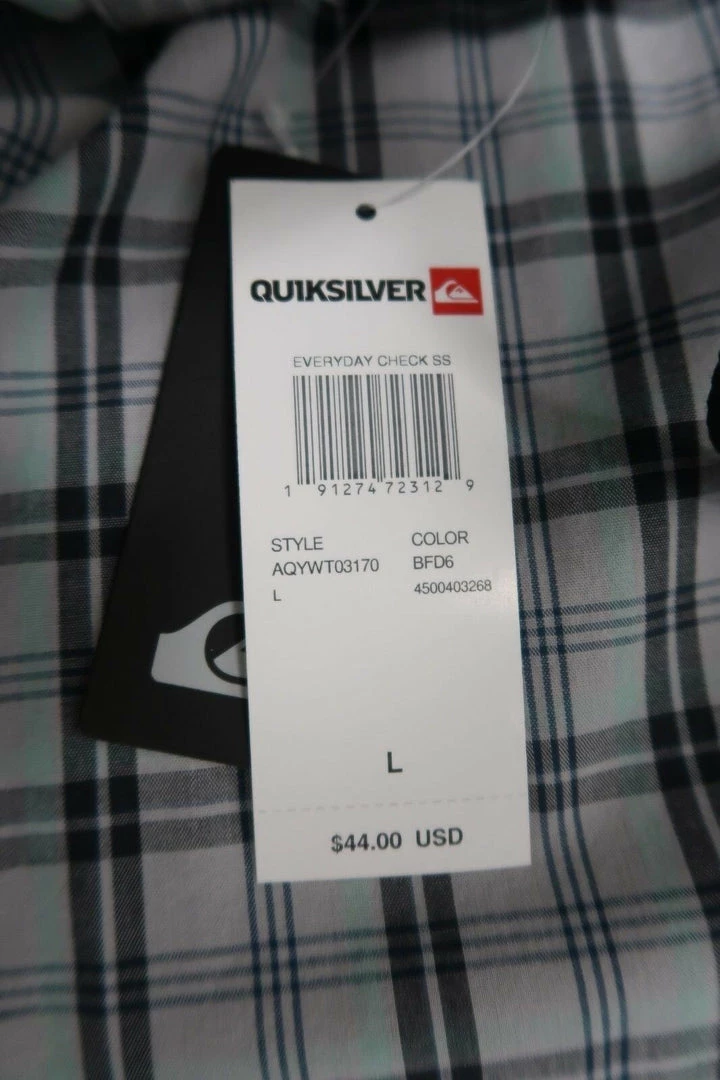 QUIKSILVER
EVERYDAY CHECK SS
1 91274 72312 9
STYLE COLOR
AQYWT03170 BFD6
L 4500403268
L
$44.00 USD